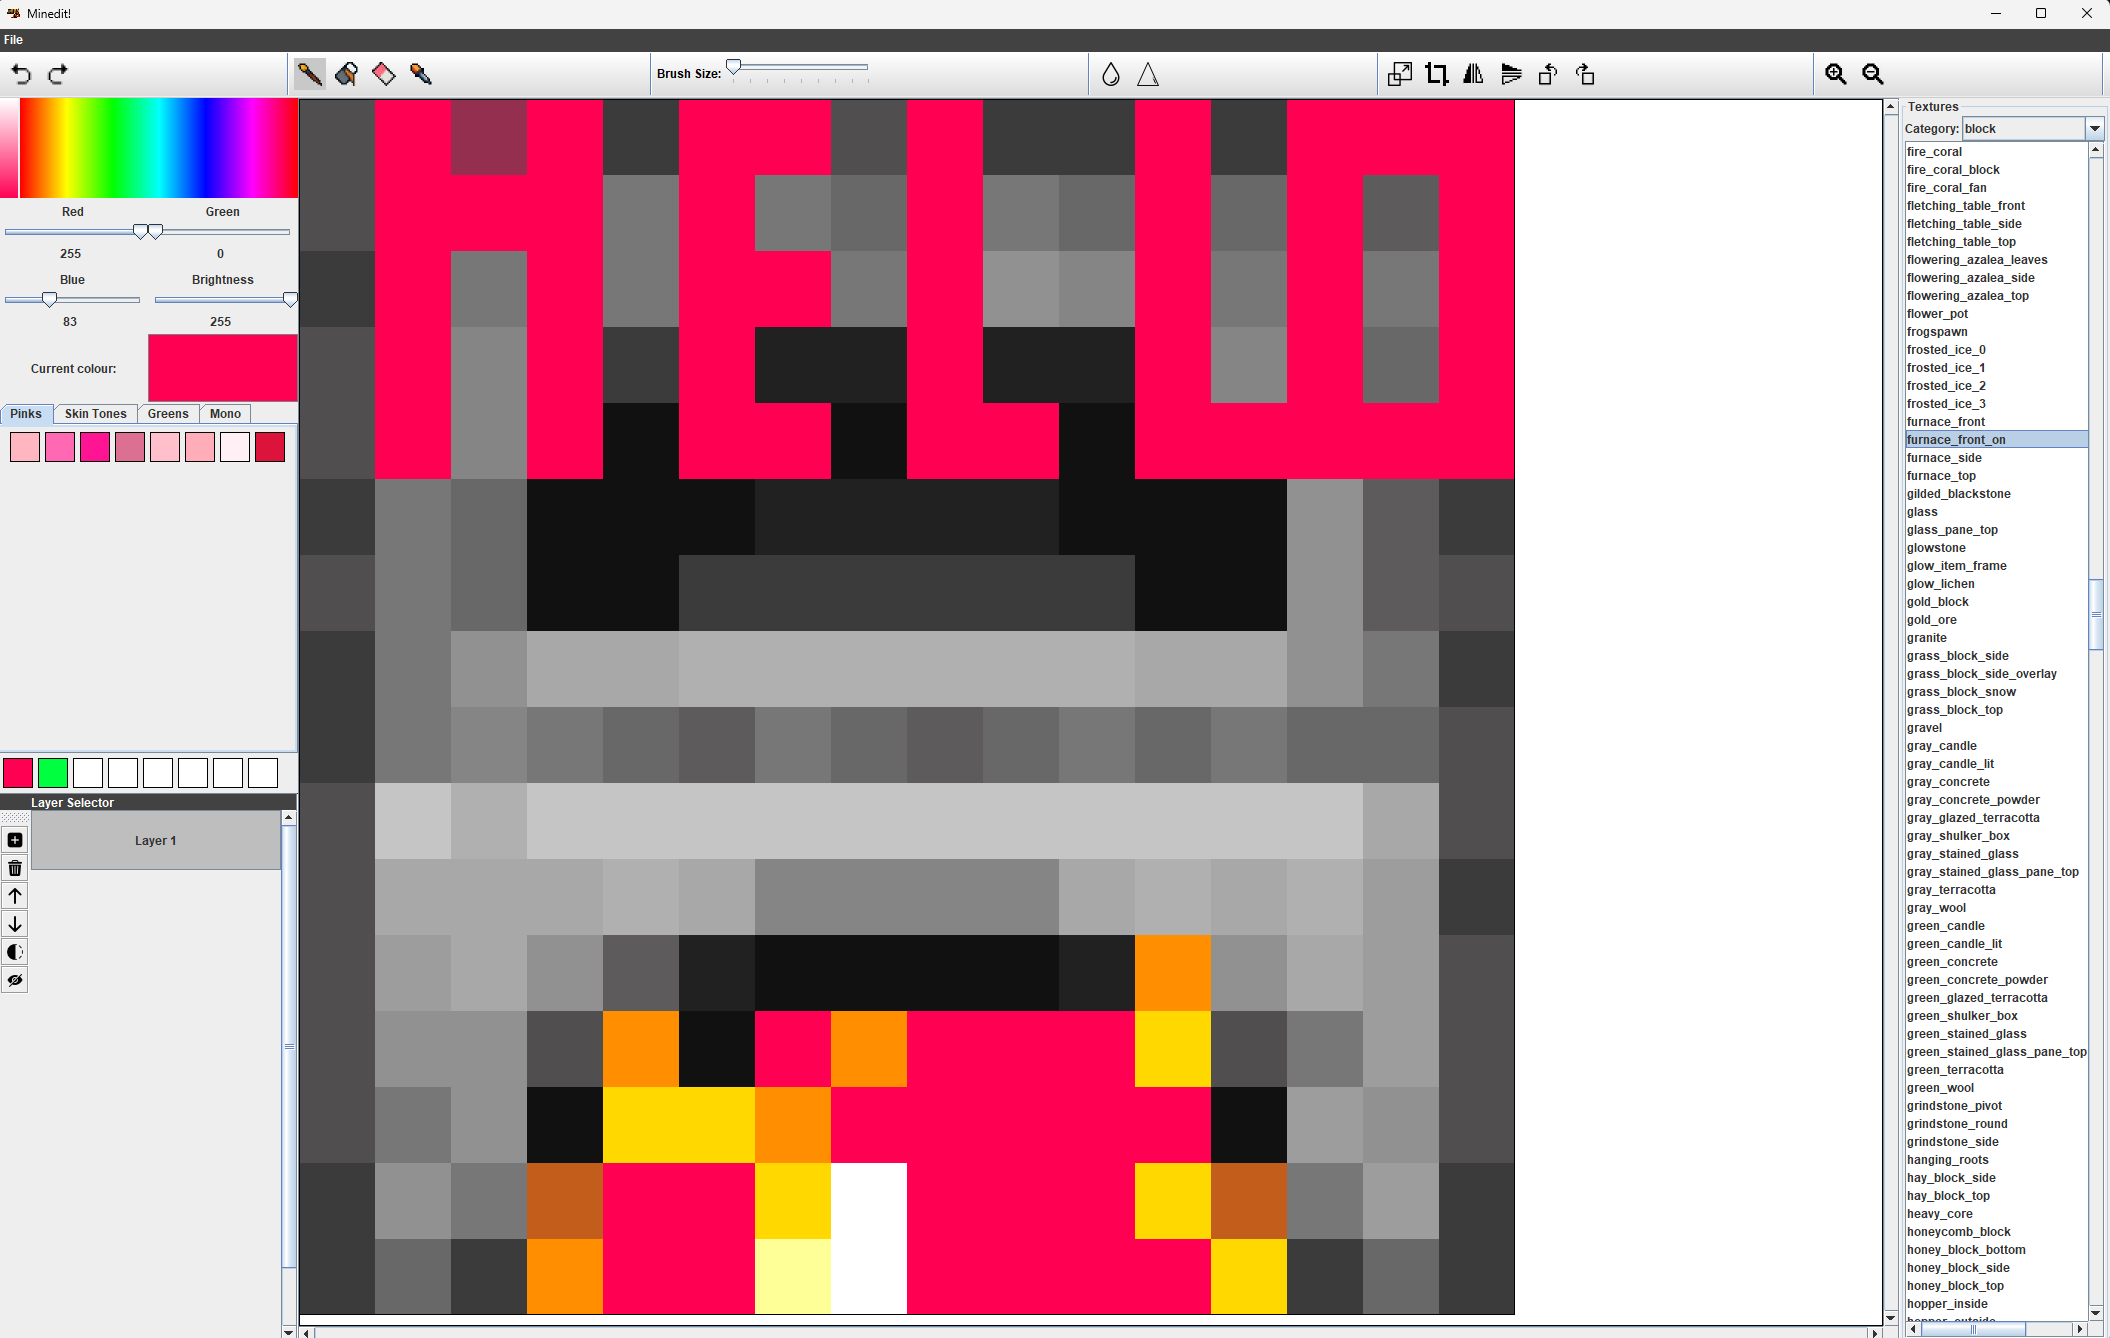 Minedit!
File
Brush Size:
Red
Green
255
0
Blue
Brightness
83
255
Current colour:
Pinks
Skin Tones
Greens
Mono
Layer Selector
Layer 1
HELLO
Textures
Category:
block
fire_coral
fire_coral_block
fire_coral_fan
fletching_table_front
fletching_table_side
fletching_table_top
flowering_azalea_leaves
flowering_azalea_side
flowering_azalea_top
flower_pot
frogspawn
frosted_ice_0
frosted_ice_1
frosted_ice_2
frosted_ice_3
furnace_front
furnace_front_on
furnace_side
furnace_top
gilded_blackstone
glass
glass_pane_top
glowstone
glow_item_frame
glow_lichen
gold_block
gold_ore
granite
grass_block_side
grass_block_side_overlay
grass_block_snow
grass_block_top
gravel
gray_candle
gray_candle_lit
gray_concrete
gray_concrete_powder
gray_glazed_terracotta
gray_shulker_box
gray_stained_glass
gray_stained_glass_pane_top
gray_terracotta
gray_wool
green_candle
green_candle_lit
green_concrete
green_concrete_powder
green_glazed_terracotta
green_shulker_box
green_stained_glass
green_stained_glass_pane_top
green_terracotta
green_wool
grindstone_pivot
grindstone_round
grindstone_side
hanging_roots
hay_block_side
hay_block_top
heavy_core
honeycomb_block
honey_block_bottom
honey_block_side
honey_block_top
hopper_inside